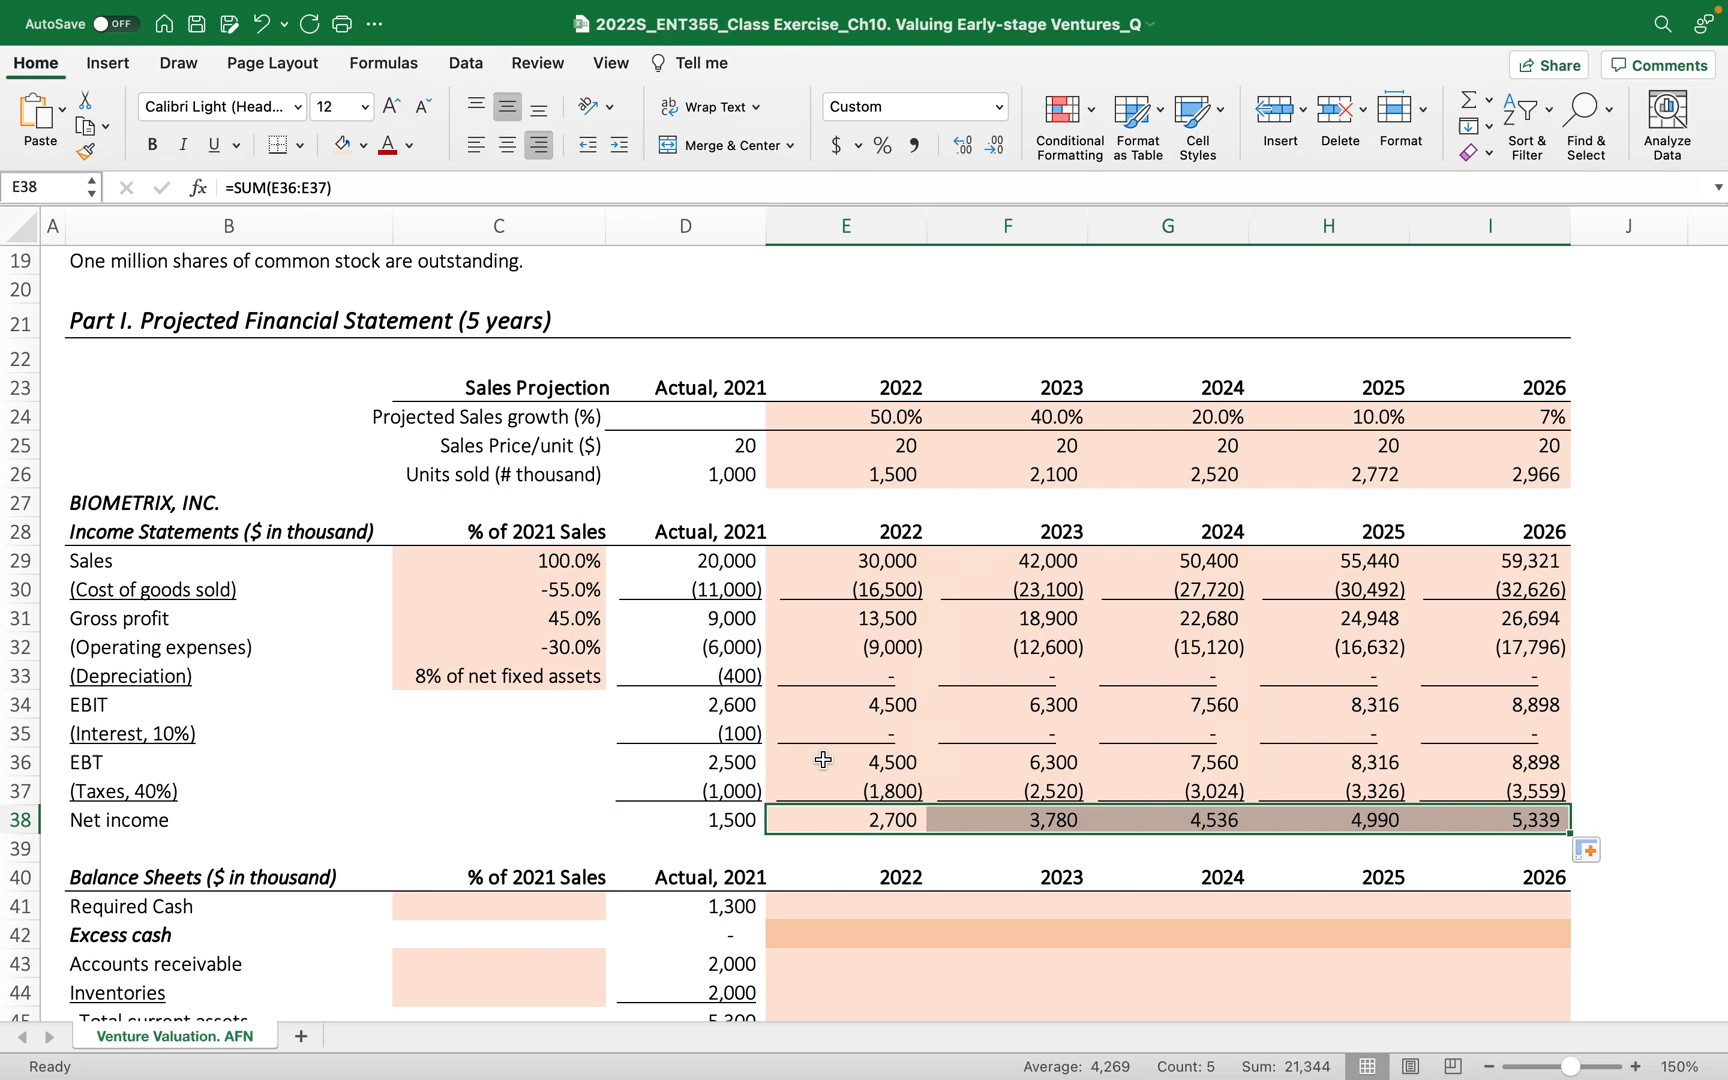 AutoSave OFF 2022S_ENT355_Class Exercise_Ch10. Valuing Early-stage Ventures_Q
Home Insert Draw Page Layout Formulas Data Review View Tell me Share Comments
Paste Calibri Light (Head... 12 A^ A˅ Wrap Text Custom
B I U A Merge & Center $ % , Conditional Formatting Format as Table Cell Styles Insert Delete Format Sort & Filter Find & Select Analyze Data
E38 fx =SUM(E36:E37)
A B C D E F G H I J
19 One million shares of common stock are outstanding.
20
21 Part I. Projected Financial Statement (5 years)
22
23 Sales Projection Actual, 2021 2022 2023 2024 2025 2026
24 Projected Sales growth (%) 50.0% 40.0% 20.0% 10.0% 7%
25 Sales Price/unit ($) 20 20 20 20 20 20
26 Units sold (# thousand) 1,000 1,500 2,100 2,520 2,772 2,966
27 BIOMETRIX, INC.
28 Income Statements ($ in thousand) % of 2021 Sales Actual, 2021 2022 2023 2024 2025 2026
29 Sales 100.0% 20,000 30,000 42,000 50,400 55,440 59,321
30 (Cost of goods sold) -55.0% (11,000) (16,500) (23,100) (27,720) (30,492) (32,626)
31 Gross profit 45.0% 9,000 13,500 18,900 22,680 24,948 26,694
32 (Operating expenses) -30.0% (6,000) (9,000) (12,600) (15,120) (16,632) (17,796)
33 (Depreciation) 8% of net fixed assets (400) - - - - -
34 EBIT 2,600 4,500 6,300 7,560 8,316 8,898
35 (Interest, 10%) (100) - - - - -
36 EBT 2,500 4,500 6,300 7,560 8,316 8,898
37 (Taxes, 40%) (1,000) (1,800) (2,520) (3,024) (3,326) (3,559)
38 Net income 1,500 2,700 3,780 4,536 4,990 5,339
39
40 Balance Sheets ($ in thousand) % of 2021 Sales Actual, 2021 2022 2023 2024 2025 2026
41 Required Cash 1,300
42 Excess cash -
43 Accounts receivable 2,000
44 Inventories 2,000
45 Total current assets 5,300
Venture Valuation. AFN +
Ready Average: 4,269 Count: 5 Sum: 21,344 150%